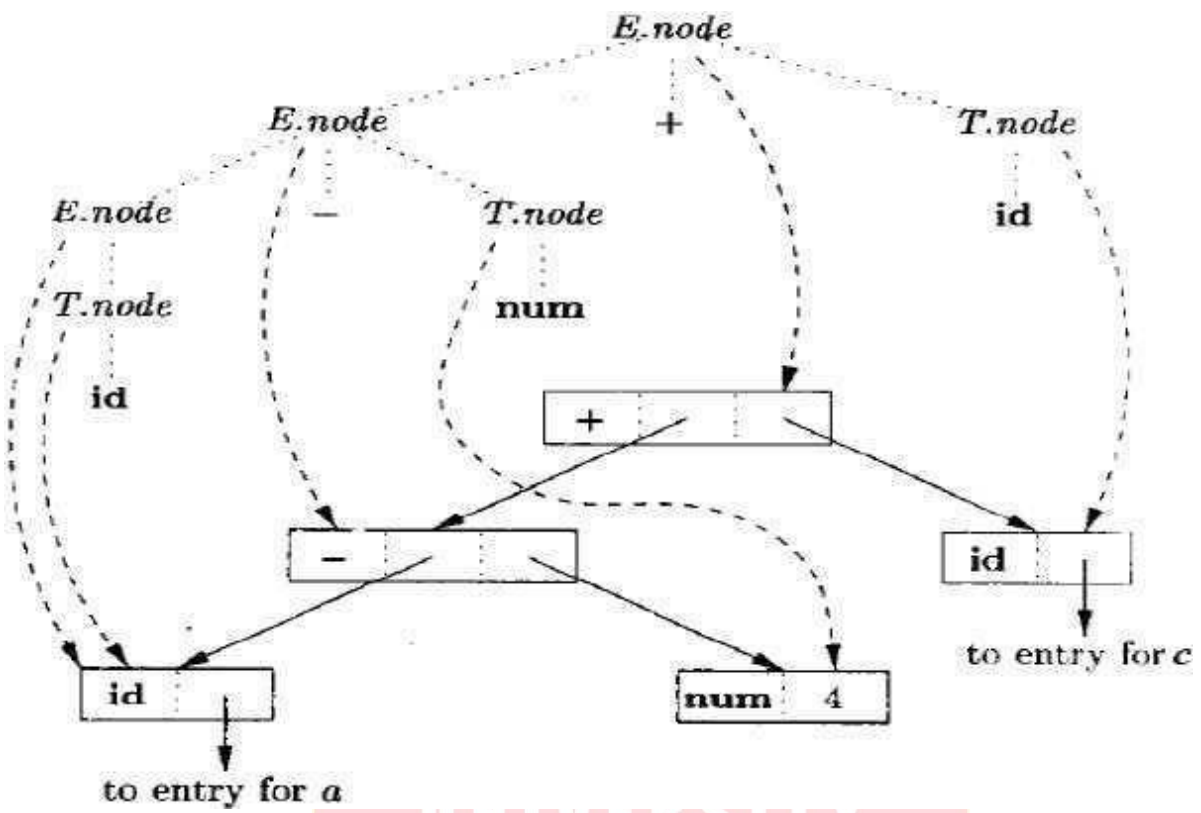 E.node
E.node + T.node
E.node − T.node id
T.node num
id
+
− id
to entry for c
id num 4
to entry for a